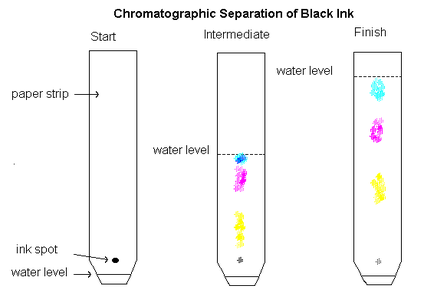 Chromatographic Separation of Black Ink
Start
Intermediate
Finish
water level
paper strip
water level
ink spot
water level